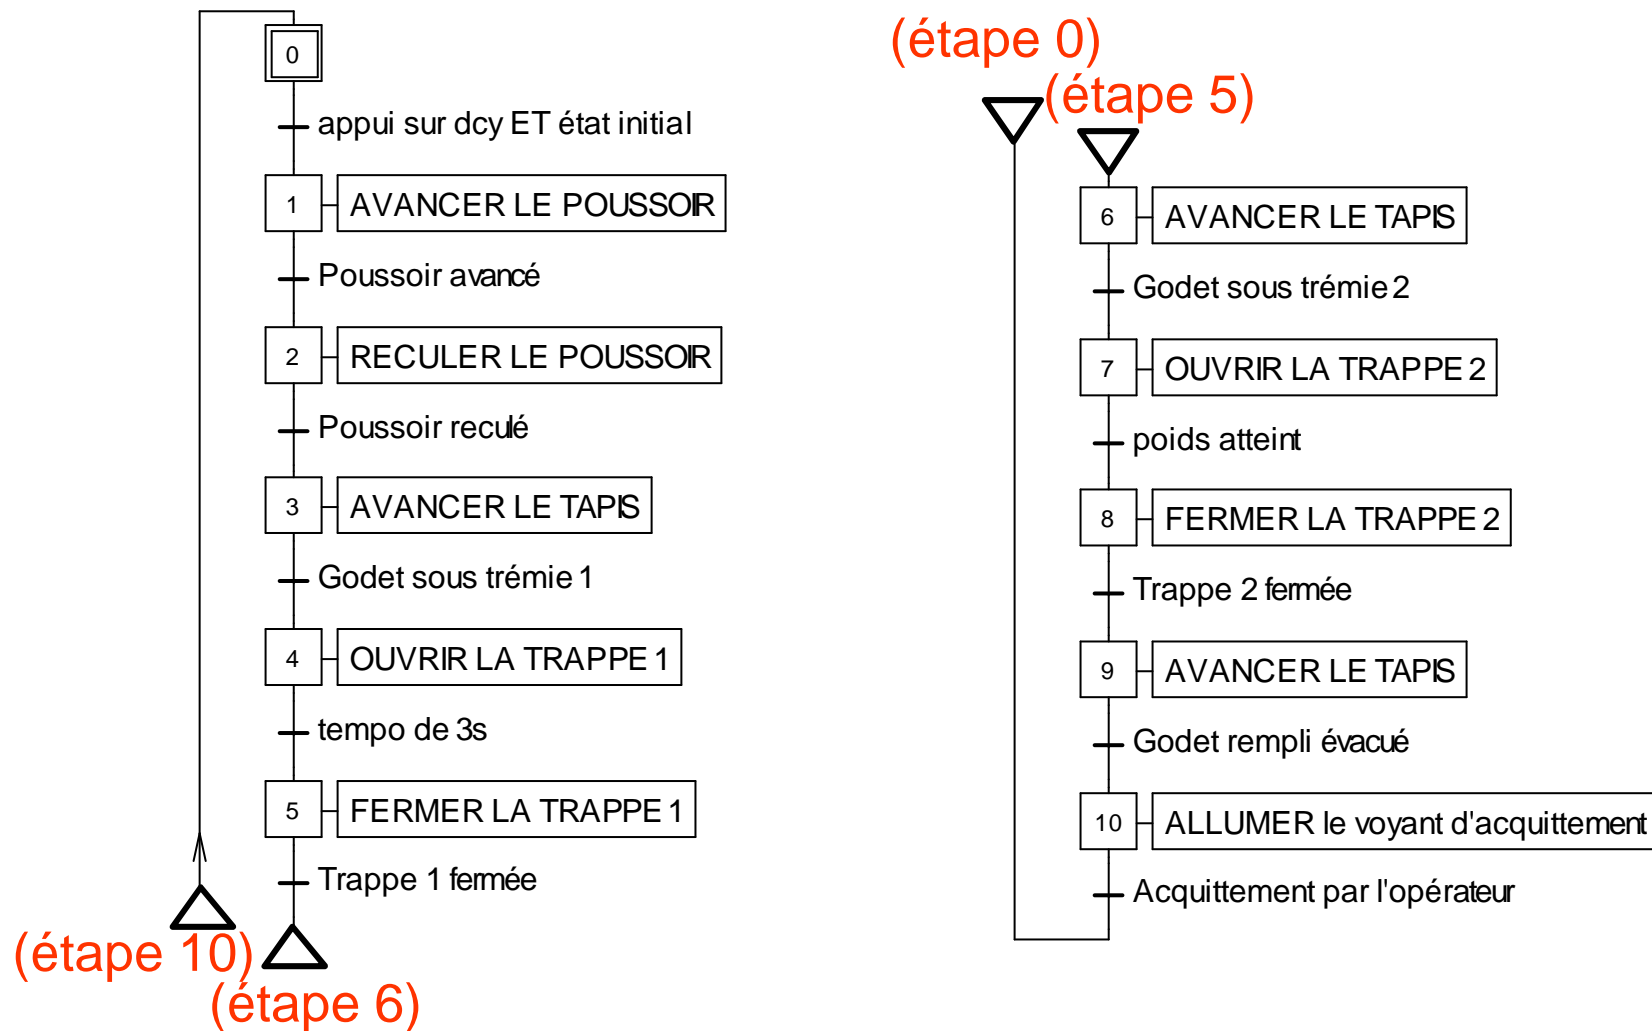 0
appui sur dcy ET état initial
1
AVANCER LE POUSSOIR
Poussoir avancé
2
RECULER LE POUSSOIR
Poussoir reculé
3
AVANCER LE TAPIS
Godet sous trémie 1
4
OUVRIR LA TRAPPE 1
tempo de 3s
5
FERMER LA TRAPPE 1
Trappe 1 fermée
(étape 10)
(étape 6)
(étape 0)
(étape 5)
6
AVANCER LE TAPIS
Godet sous trémie 2
7
OUVRIR LA TRAPPE 2
poids atteint
8
FERMER LA TRAPPE 2
Trappe 2 fermée
9
AVANCER LE TAPIS
Godet rempli évacué
10
ALLUMER le voyant d'acquittement
Acquittement par l'opérateur